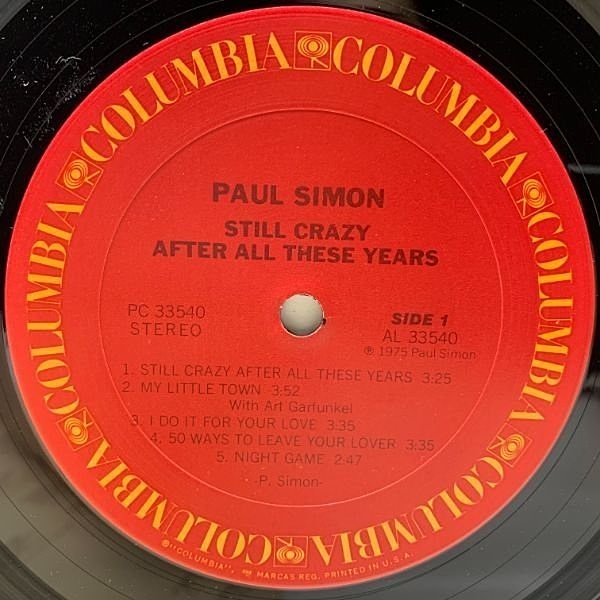 COLUMBIA COLUMBIA COLUMBIA COLUMBIA COLUMBIA COLUMBIA
PAUL SIMON
STILL CRAZY
AFTER ALL THESE YEARS
PC 33540
STEREO
SIDE 1
AL 33540
℗ 1975 Paul Simon
1. STILL CRAZY AFTER ALL THESE YEARS 3:25
2. MY LITTLE TOWN 3:52
With Art Garfunkel
3. I DO IT FOR YOUR LOVE 3:35
4. 50 WAYS TO LEAVE YOUR LOVER 3:35
5. NIGHT GAME 2:47
-P. Simon-
®"COLUMBIA", MARCAS REG. PRINTED IN U.S.A.